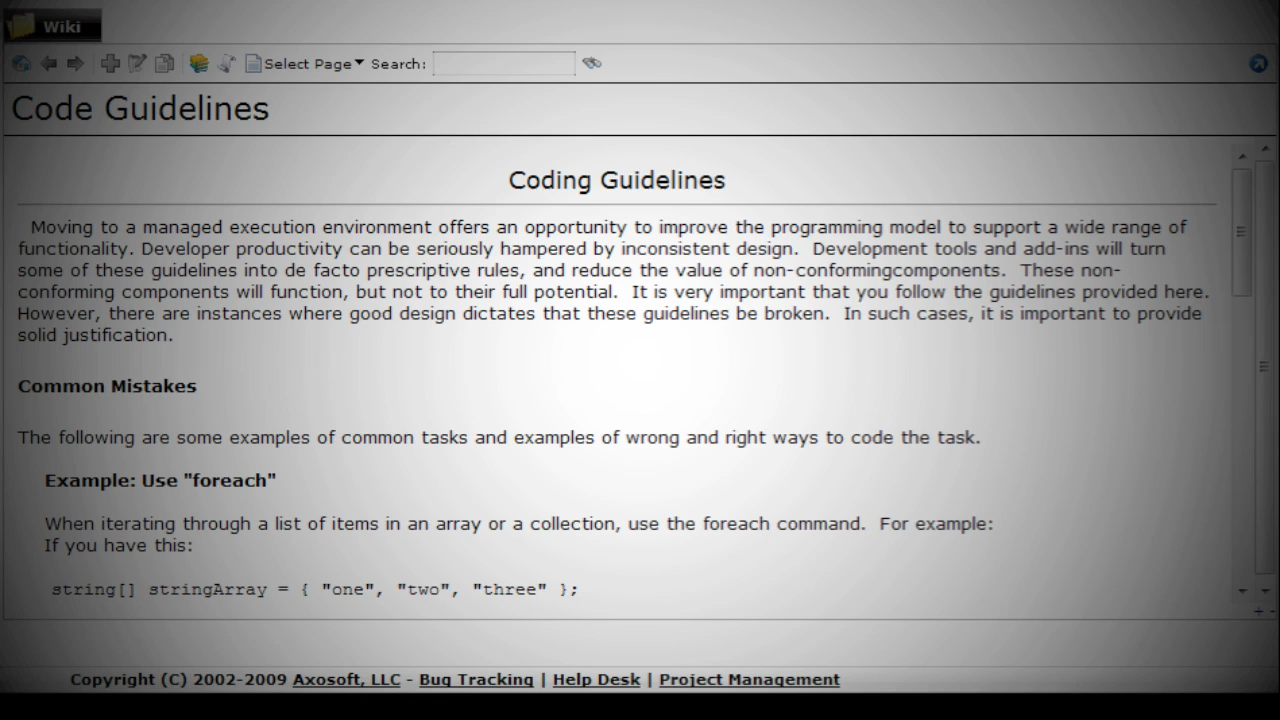 Wiki
Select Page Search:
Code Guidelines
Coding Guidelines
Moving to a managed execution environment offers an opportunity to improve the programming model to support a wide range of
functionality. Developer productivity can be seriously hampered by inconsistent design.  Development tools and add-ins will turn
some of these guidelines into de facto prescriptive rules, and reduce the value of non-conformingcomponents.  These non-
conforming components will function, but not to their full potential.  It is very important that you follow the guidelines provided here.
However, there are instances where good design dictates that these guidelines be broken.  In such cases, it is important to provide
solid justification.
Common Mistakes
The following are some examples of common tasks and examples of wrong and right ways to code the task.
Example: Use "foreach"
When iterating through a list of items in an array or a collection, use the foreach command.  For example:
If you have this:
string[] stringArray = { "one", "two", "three" };
Copyright (C) 2002-2009 Axosoft, LLC - Bug Tracking | Help Desk | Project Management